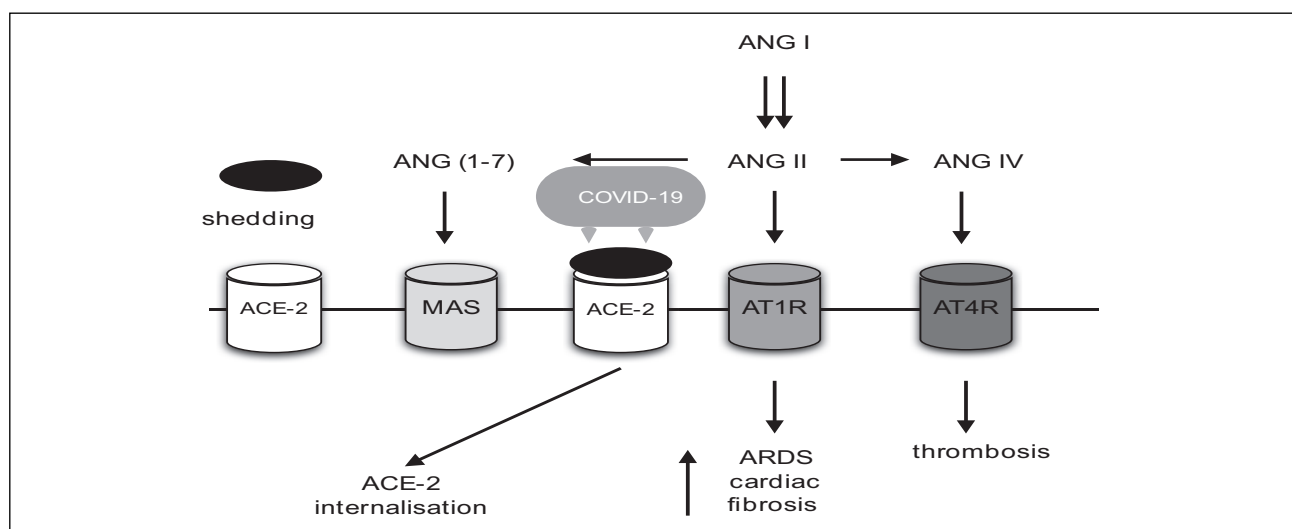 ANG I
ANG (1-7)
ANG II
ANG IV
COVID-19
shedding
ACE-2
MAS
ACE-2
AT1R
AT4R
ACE-2
internalisation
ARDS
cardiac
fibrosis
thrombosis